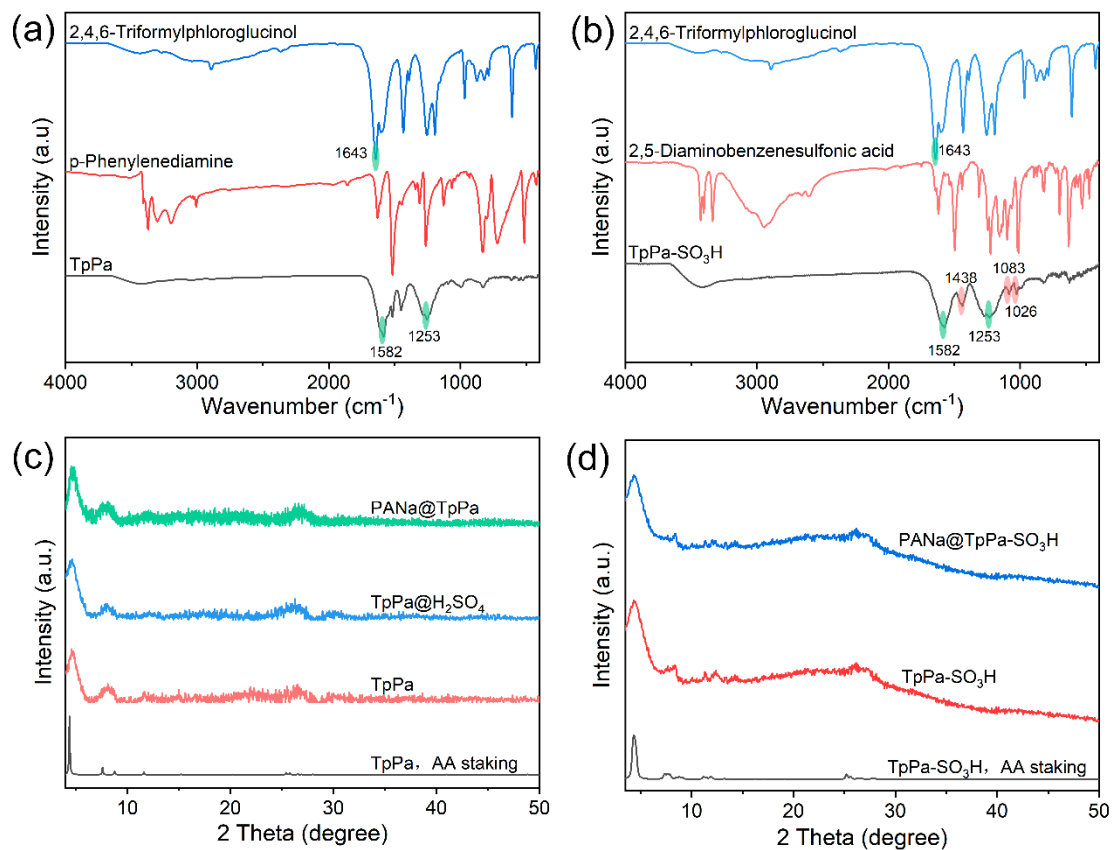 (a)
2,4,6-Triformylphloroglucinol
1643
p-Phenylenediamine
TpPa
1582
1253
Intensity (a.u)
4000 3000 2000 1000
Wavenumber (cm⁻¹)
(b)
2,4,6-Triformylphloroglucinol
1643
2,5-Diaminobenzenesulfonic acid
TpPa-SO₃H
1438
1083
1026
1582
1253
Intensity (a.u)
4000 3000 2000 1000
Wavenumber (cm⁻¹)
(c)
PANa@TpPa
TpPa@H₂SO₄
TpPa
TpPa，AA staking
Intensity (a.u.)
10 20 30 40 50
2 Theta (degree)
(d)
PANa@TpPa-SO₃H
TpPa-SO₃H
TpPa-SO₃H，AA staking
Intensity (a.u.)
10 20 30 40 50
2 Theta (degree)